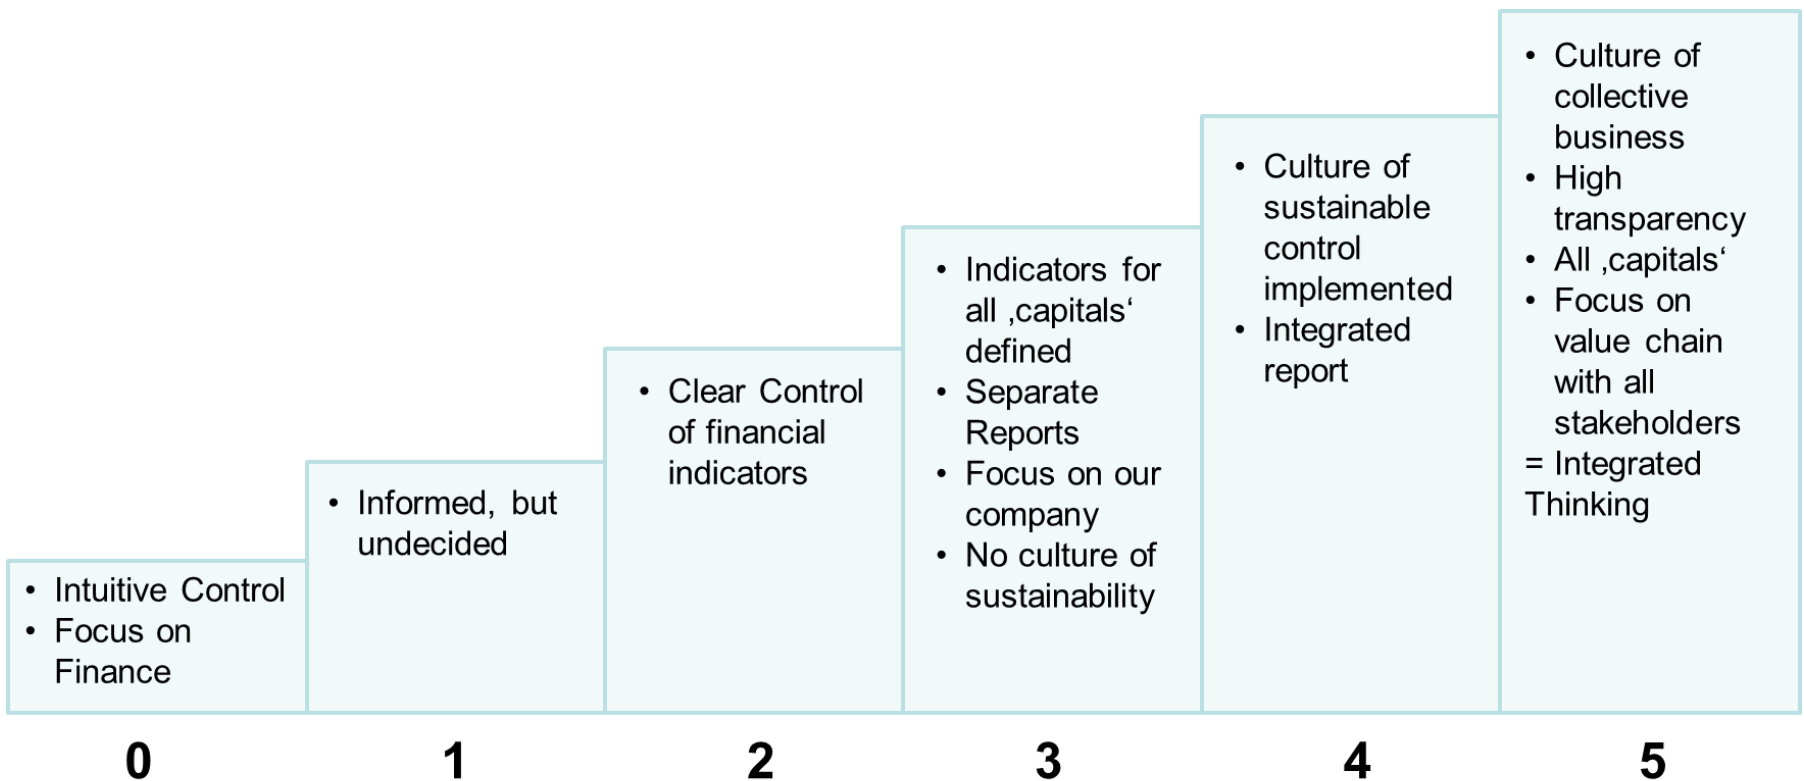 • Intuitive Control
• Focus on
Finance
0
• Informed, but
undecided
1
• Clear Control
of financial
indicators
2
• Indicators for
all ‚capitals‘
defined
• Separate
Reports
• Focus on our
company
• No culture of
sustainability
3
• Culture of
sustainable
control
implemented
• Integrated
report
4
• Culture of
collective
business
• High
transparency
• All ‚capitals‘
• Focus on
value chain
with all
stakeholders
= Integrated
Thinking
5